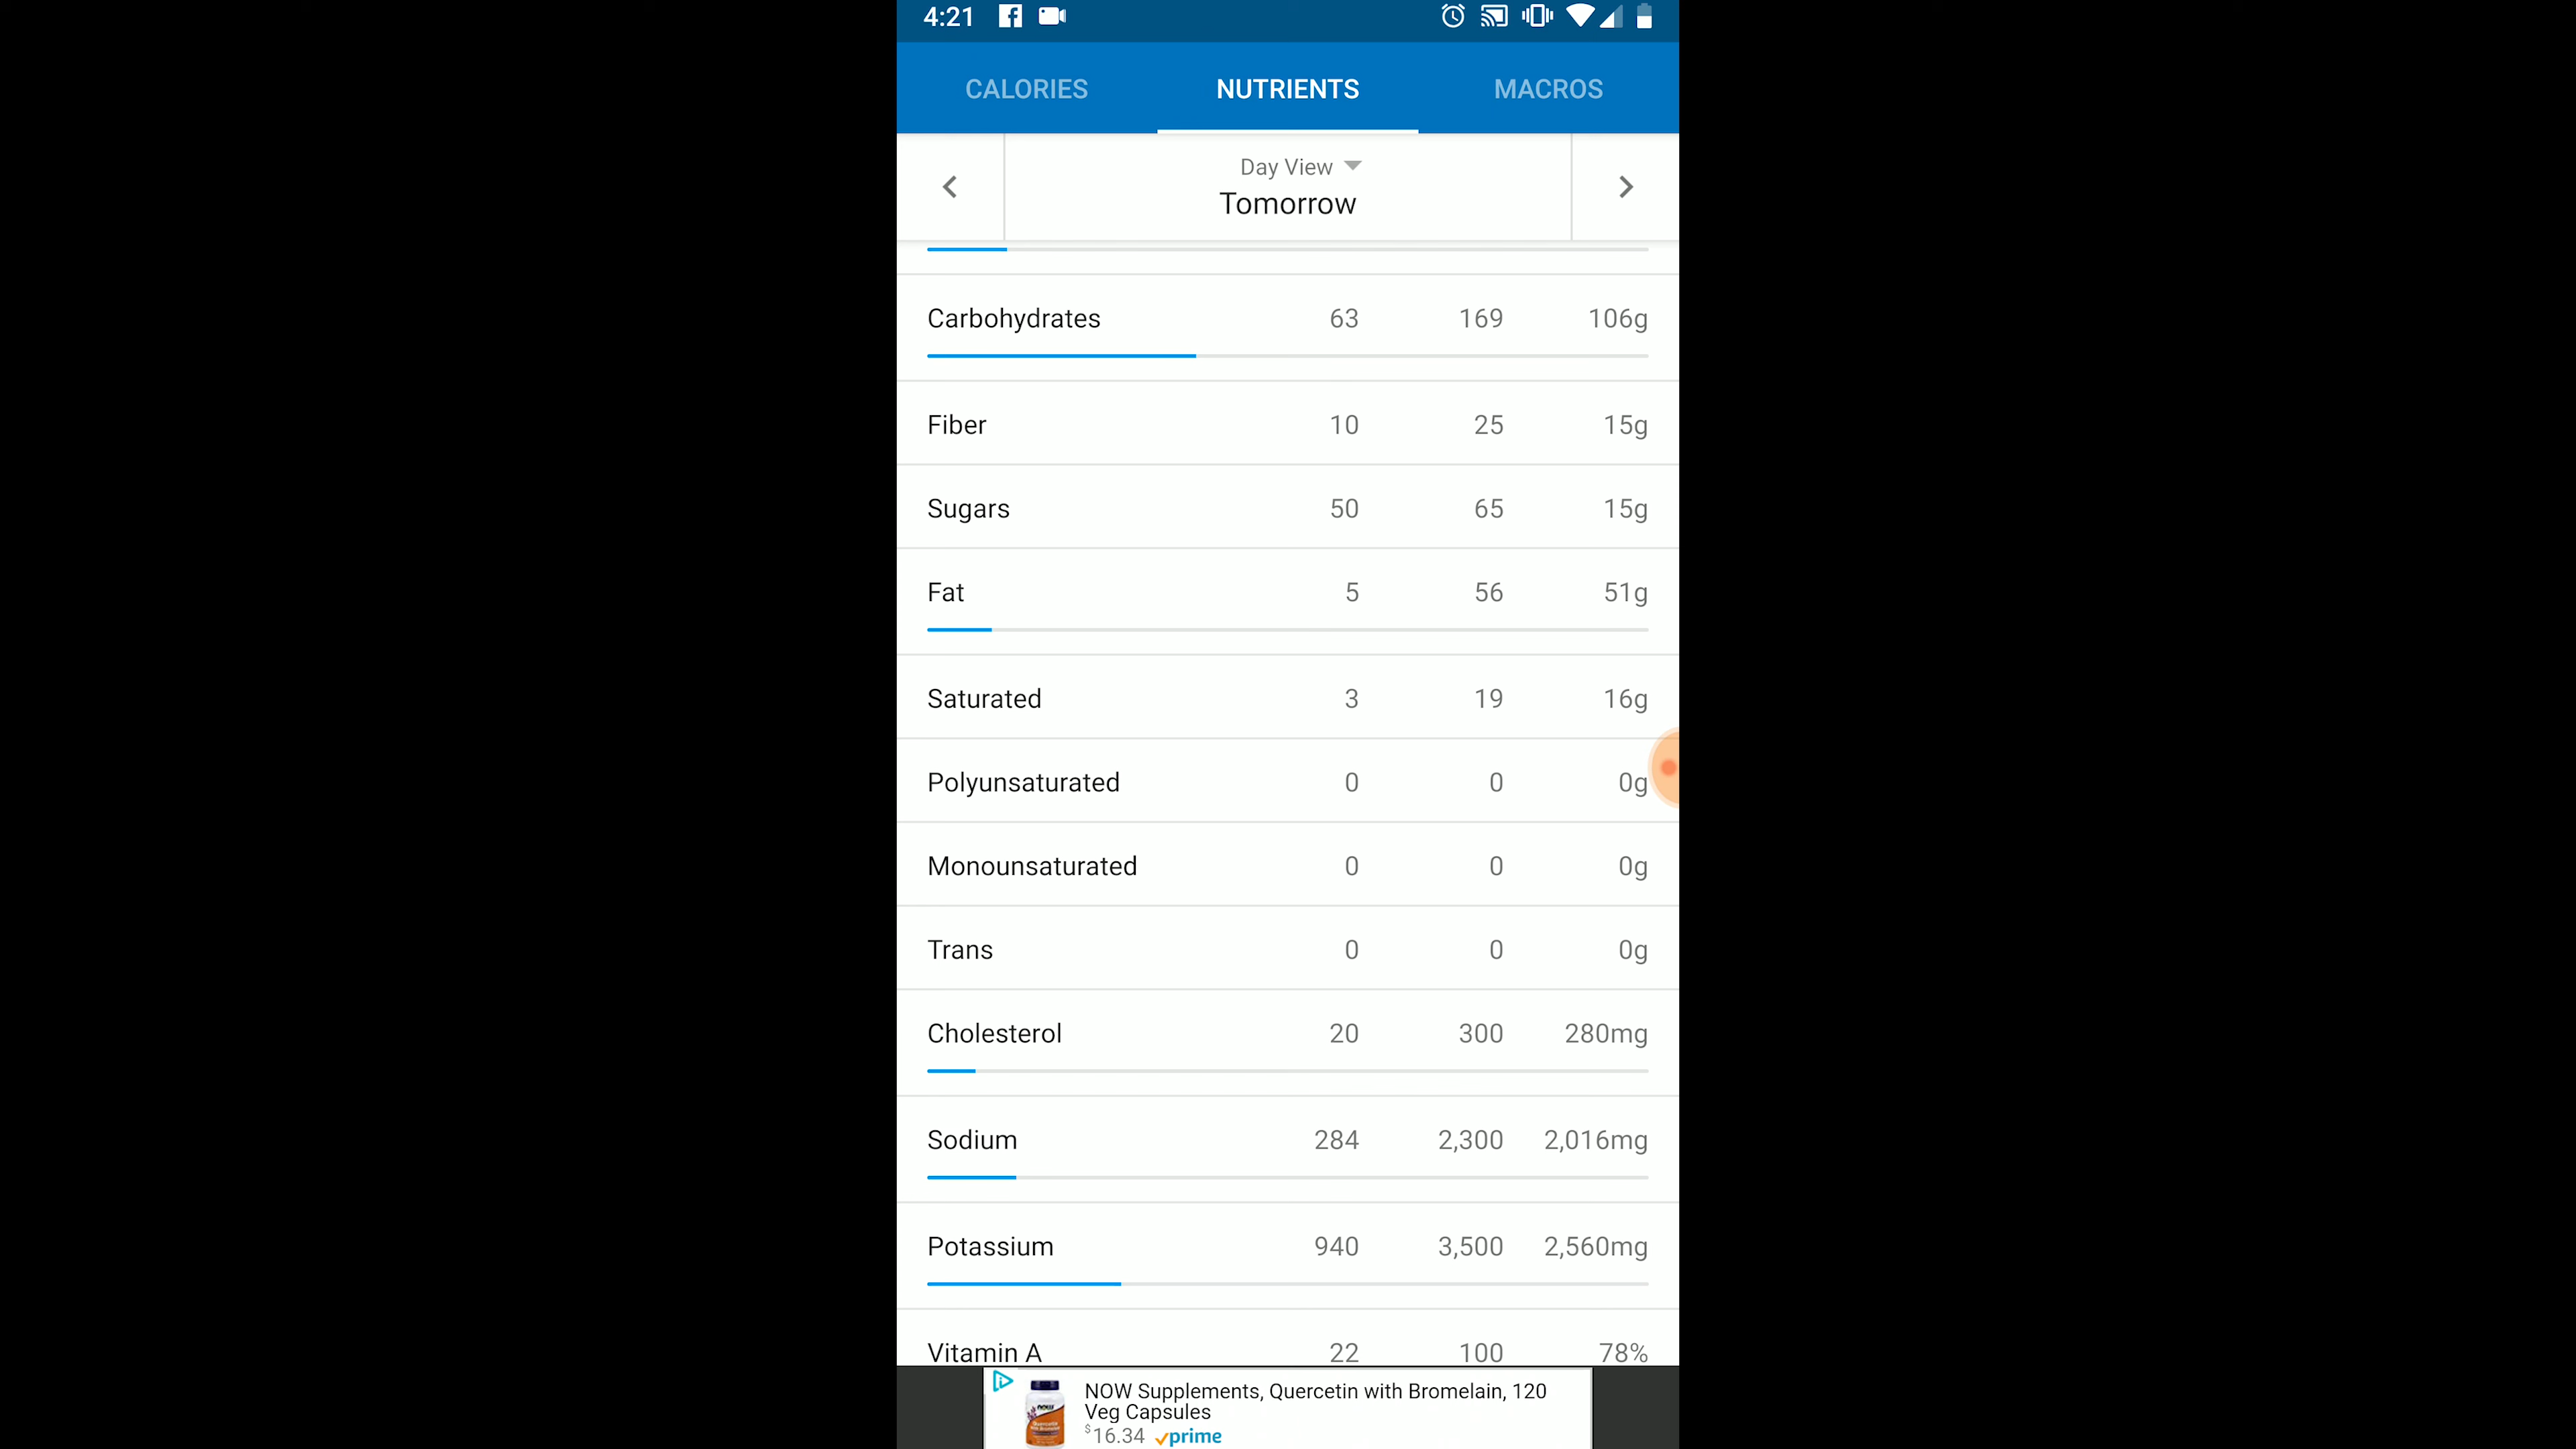 4:21
CALORIES NUTRIENTS MACROS
Day View
Tomorrow
Carbohydrates 63 169 106g
Fiber 10 25 15g
Sugars 50 65 15g
Fat 5 56 51g
Saturated 3 19 16g
Polyunsaturated 0 0 0g
Monounsaturated 0 0 0g
Trans 0 0 0g
Cholesterol 20 300 280mg
Sodium 284 2,300 2,016mg
Potassium 940 3,500 2,560mg
Vitamin A 22 100 78%
NOW Supplements, Quercetin with Bromelain, 120
Veg Capsules
$16.34 prime
now
Quercetin